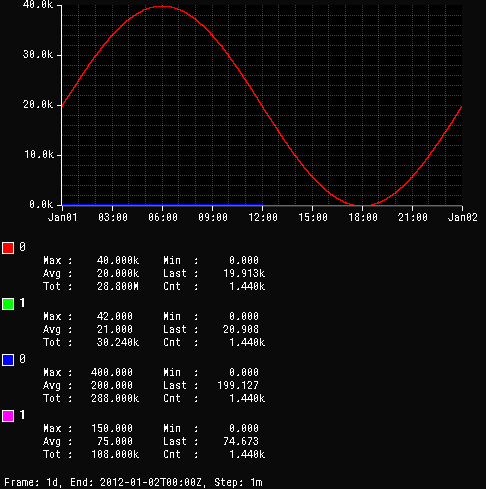 40.0k
30.0k
20.0k
10.0k
0.0k
Jan01 03:00 06:00 09:00 12:00 15:00 18:00 21:00 Jan02
0
Max : 40.000k Min : 0.000
Avg : 20.000k Last : 19.913k
Tot : 28.800M Cnt : 1.440k
1
Max : 42.000 Min : 0.000
Avg : 21.000 Last : 20.908
Tot : 30.240k Cnt : 1.440k
0
Max : 400.000 Min : 0.000
Avg : 200.000 Last : 199.127
Tot : 288.000k Cnt : 1.440k
1
Max : 150.000 Min : 0.000
Avg : 75.000 Last : 74.673
Tot : 108.000k Cnt : 1.440k
Frame: 1d, End: 2012-01-02T00:00Z, Step: 1m